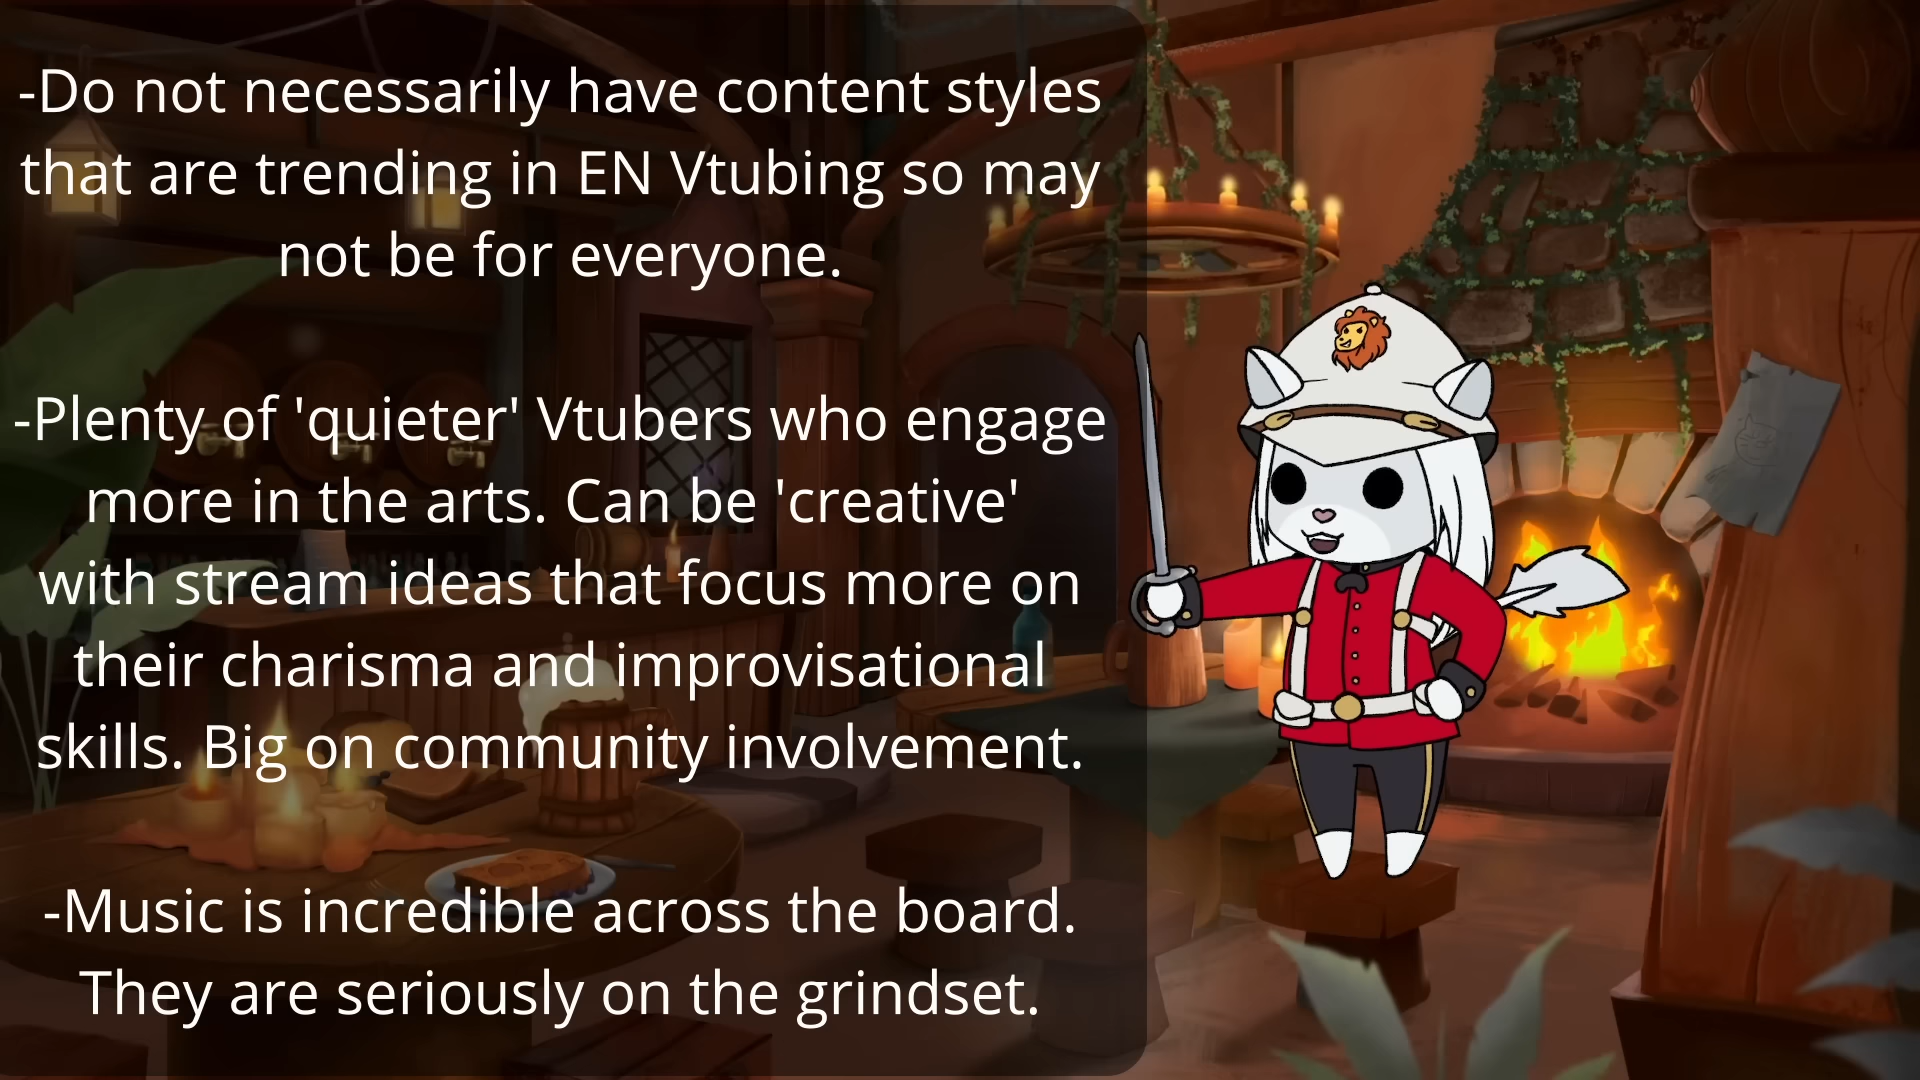 -Do not necessarily have content styles
that are trending in EN Vtubing so may
not be for everyone.
-Plenty of 'quieter' Vtubers who engage
more in the arts. Can be 'creative'
with stream ideas that focus more on
their charisma and improvisational
skills. Big on community involvement.
-Music is incredible across the board.
They are seriously on the grindset.